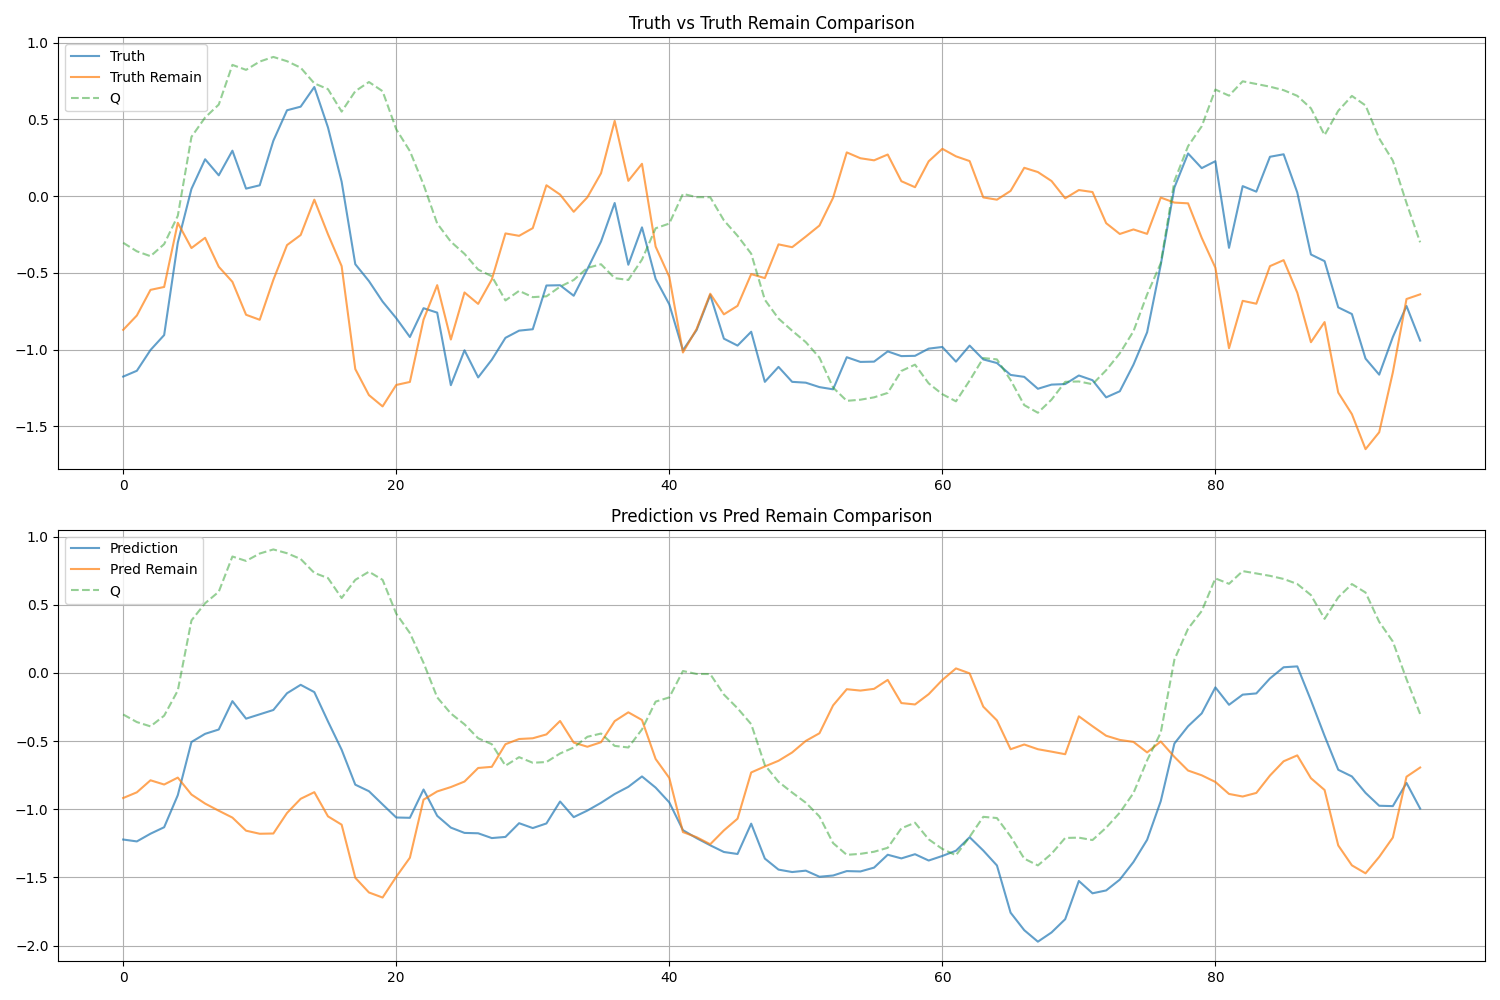 Truth vs Truth Remain Comparison
1.0
0.5
0.0
−0.5
−1.0
−1.5
Truth
Truth Remain
Q
0 20 40 60 80
Prediction vs Pred Remain Comparison
1.0
0.5
0.0
−0.5
−1.0
−1.5
−2.0
Prediction
Pred Remain
Q
0 20 40 60 80